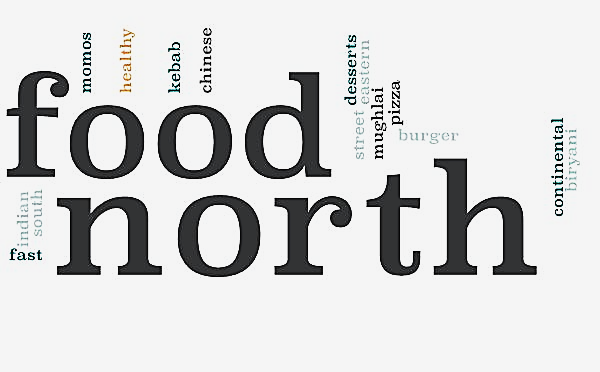 momos
healthy
kebab
chinese
food
desserts
eastern
street
mughlai
pizza
burger
continental
biryani
indian
south
fast
north